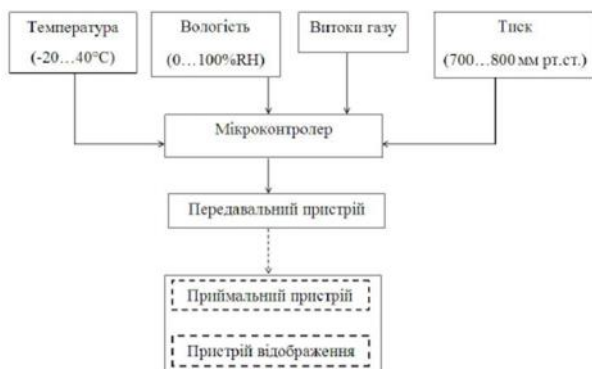 Температура
(-20…40°C)
Вологість
(0…100%RH)
Витоки газу
Тиск
(700…800 мм рт.ст.)
Мікроконтролер
Передавальний пристрій
Приймальний пристрій
Пристрій відображення